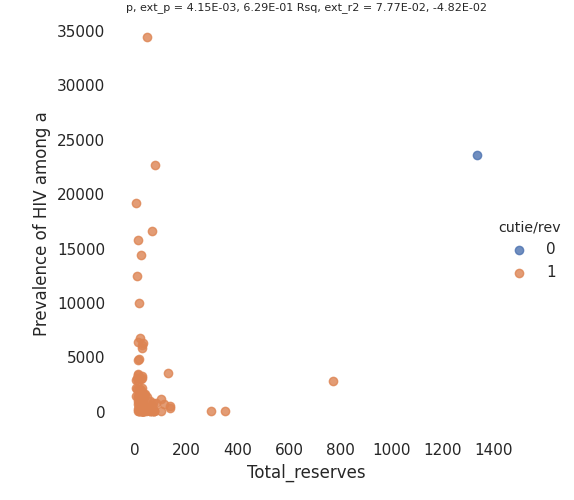 p, ext_p = 4.15E-03, 6.29E-01 Rsq, ext_r2 = 7.77E-02, -4.82E-02
35000
30000
25000
20000
15000
10000
5000
0
Prevalence of HIV among a
0 200 400 600 800 1000 1200 1400
Total_reserves
cutie/rev
0
1